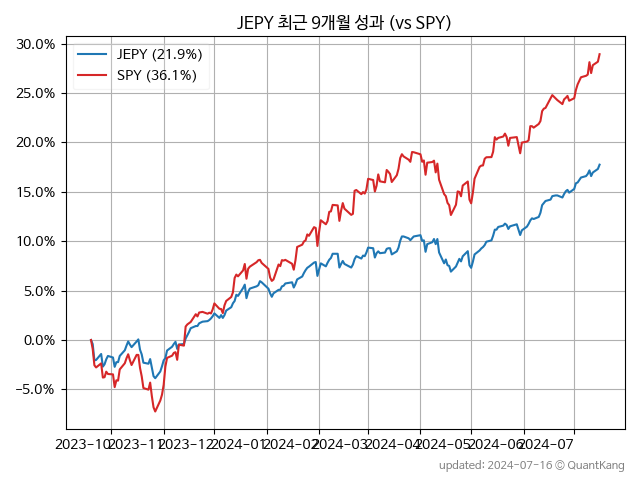 JEPY 최근 9개월 성과 (vs SPY)
JEPY (21.9%)
SPY (36.1%)
30.0%
25.0%
20.0%
15.0%
10.0%
5.0%
0.0%
−5.0%
2023-10 2023-11 2023-12 2024-01 2024-02 2024-03 2024-04 2024-05 2024-06 2024-07
updated: 2024-07-16 © QuantKang